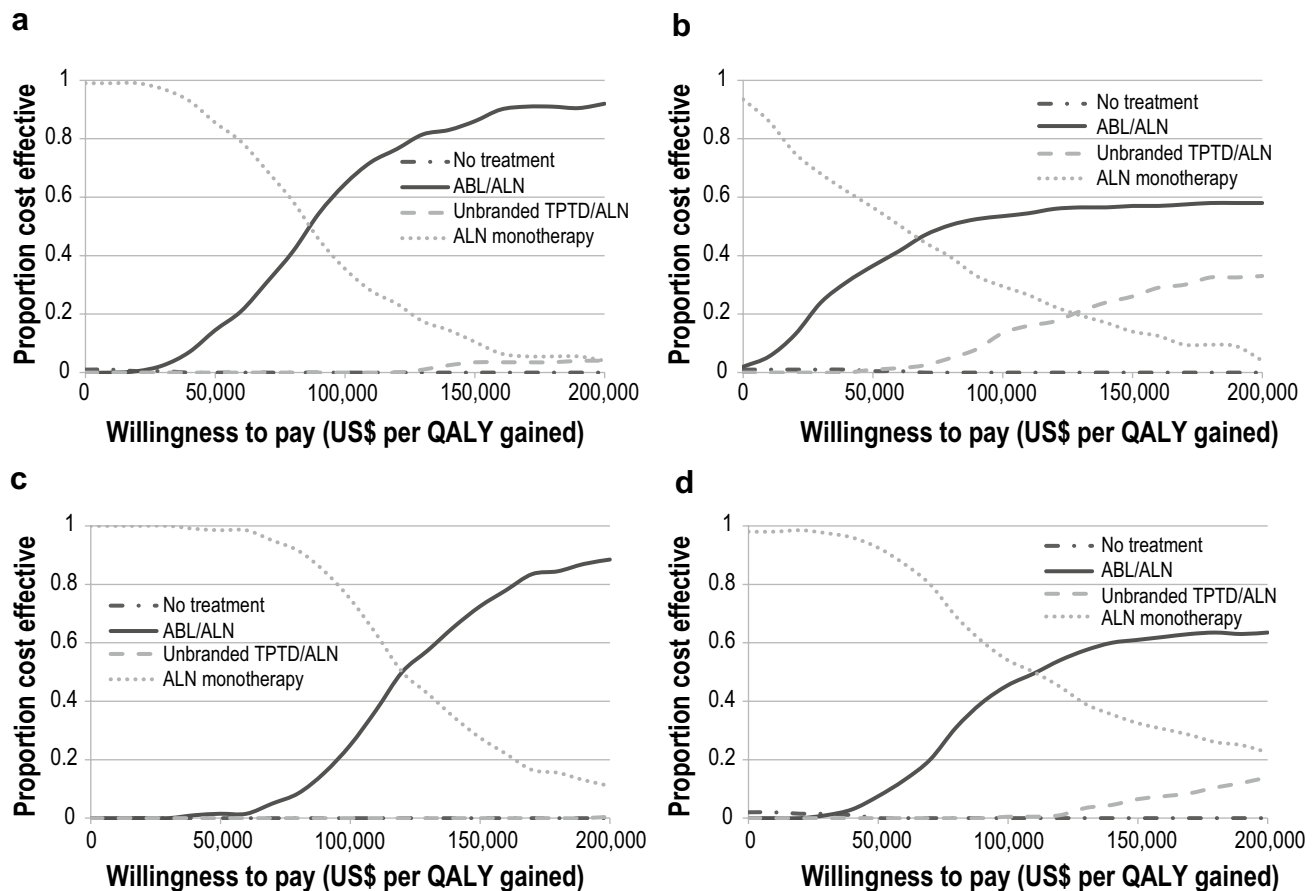 a
Proportion cost effective
1
0.8
0.6
0.4
0.2
0
No treatment
ABL/ALN
Unbranded TPTD/ALN
ALN monotherapy
0 50,000 100,000 150,000 200,000
Willingness to pay (US$ per QALY gained)
b
Proportion cost effective
1
0.8
0.6
0.4
0.2
0
No treatment
ABL/ALN
Unbranded TPTD/ALN
ALN monotherapy
0 50,000 100,000 150,000 200,000
Willingness to pay (US$ per QALY gained)
c
Proportion cost effective
1
0.8
0.6
0.4
0.2
0
No treatment
ABL/ALN
Unbranded TPTD/ALN
ALN monotherapy
0 50,000 100,000 150,000 200,000
Willingness to pay (US$ per QALY gained)
d
Proportion cost effective
1
0.8
0.6
0.4
0.2
0
No treatment
ABL/ALN
Unbranded TPTD/ALN
ALN monotherapy
0 50,000 100,000 150,000 200,000
Willingness to pay (US$ per QALY gained)